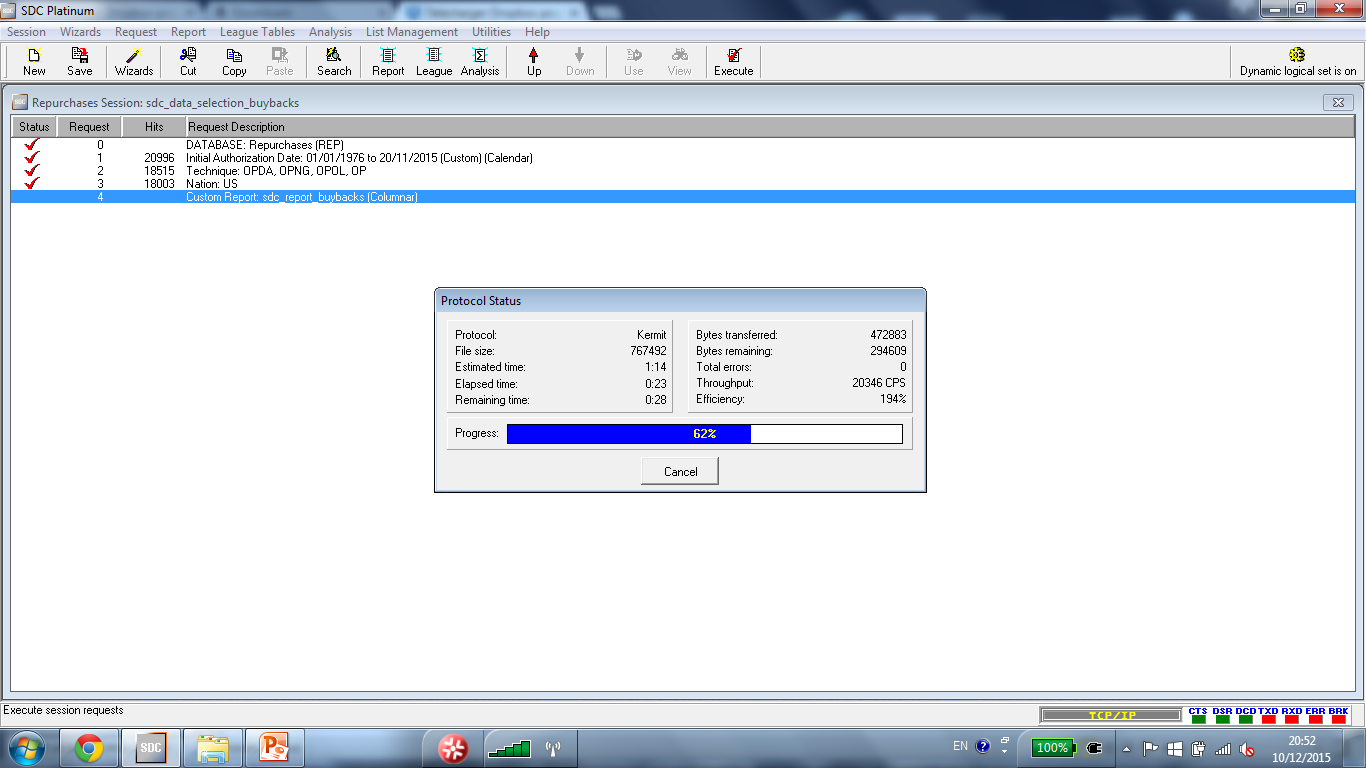 SDC Platinum
Session Wizards Request Report League Tables Analysis List Management Utilities Help
New Save Wizards Cut Copy Paste Search Report League Analysis Up Down Use View Execute Dynamic logical set is on
SDC Repurchases Session: sdc_data_selection_buybacks
Status Request Hits Request Description
0 DATABASE: Repurchases (REP)
1 20996 Initial Authorization Date: 01/01/1976 to 20/11/2015 (Custom) (Calendar)
2 18515 Technique: OPDA, OPNG, OPOL, OP
3 18003 Nation: US
4 Custom Report: sdc_report_buybacks (Columnar)
Protocol Status
Protocol: Kermit Bytes transferred: 472883
File size: 767492 Bytes remaining: 294609
Estimated time: 1:14 Total errors: 0
Elapsed time: 0:23 Throughput: 20346 CPS
Remaining time: 0:28 Efficiency: 194%
Progress: 62%
Cancel
Execute session requests
TCP/IP CTS DSR DCD TXD RXD ERR BRK
SDC EN 100% 20:52
10/12/2015